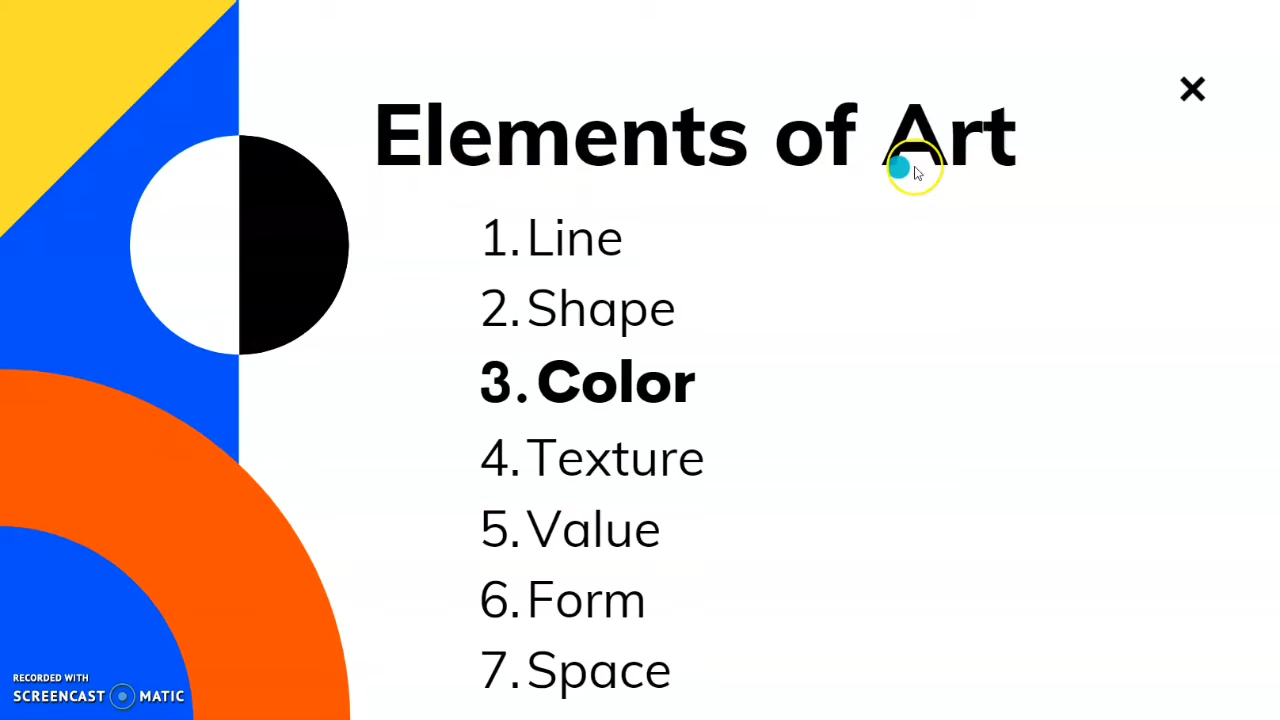 Elements of Art
1. Line
2. Shape
3. Color
4. Texture
5. Value
6. Form
7. Space
RECORDED WITH
SCREENCAST MATIC